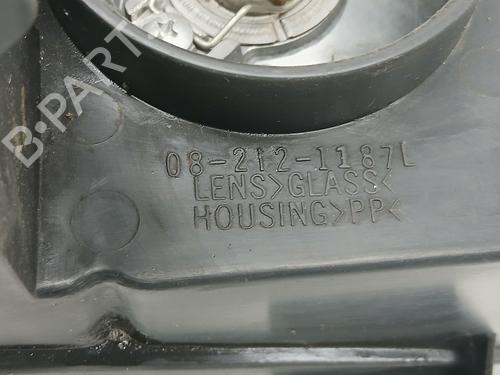 B-PARTS
08-212-1187L
LENS>GLASS<
HOUSING>PP<